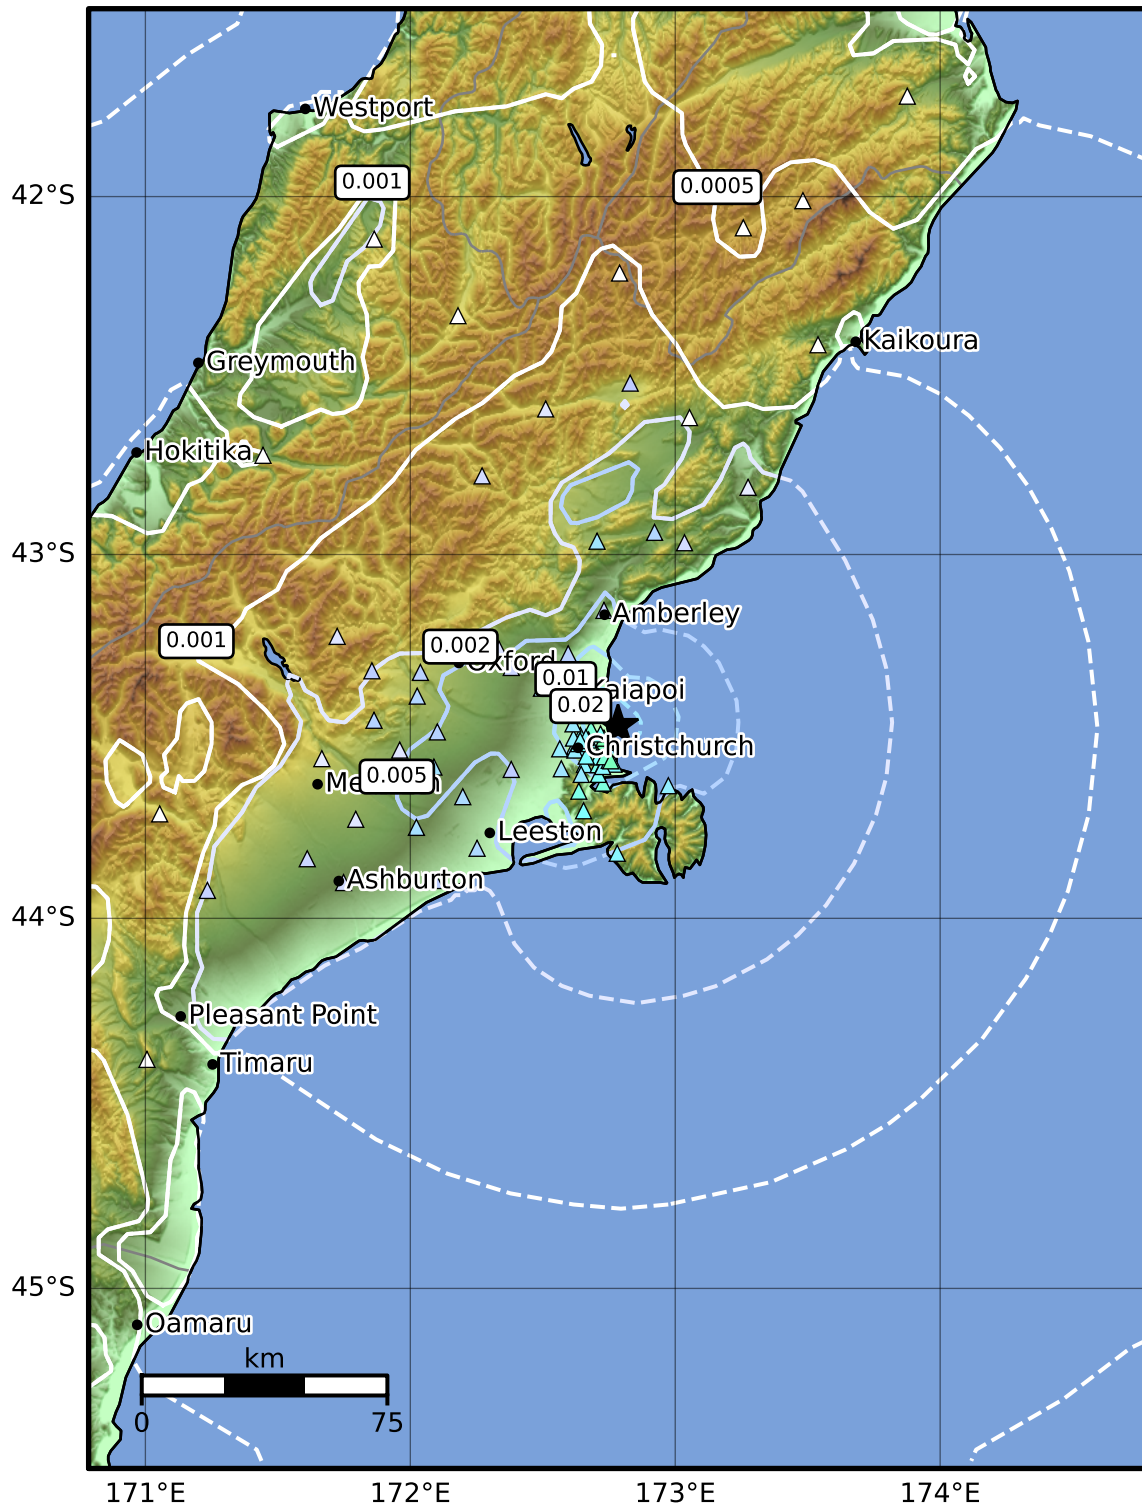 Westport
0.001
42°S
0.0005
Kaikoura
Greymouth
Hokitika
43°S
Amberley
0.001
0.002
Oxford
0.01
Kaiapoi
0.02
Christchurch
0.005
Leeston
Ashburton
44°S
Pleasant Point
Timaru
45°S
Oamaru
km
0 75
171°E 172°E 173°E 174°E